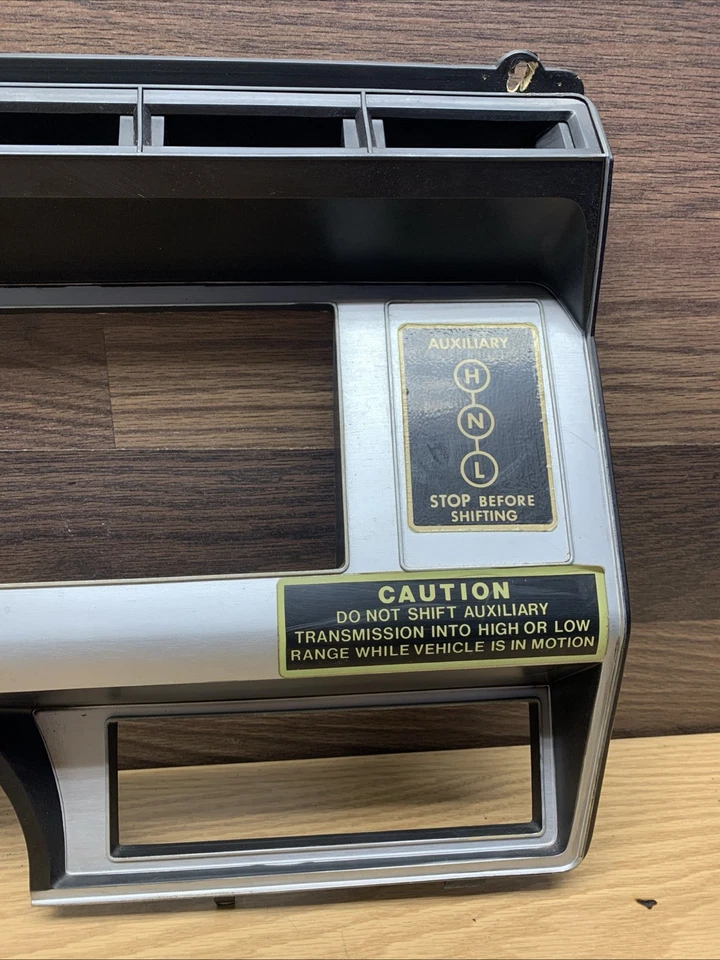 AUXILIARY
H
N
L
STOP BEFORE
SHIFTING
CAUTION
DO NOT SHIFT AUXILIARY
TRANSMISSION INTO HIGH OR LOW
RANGE WHILE VEHICLE IS IN MOTION